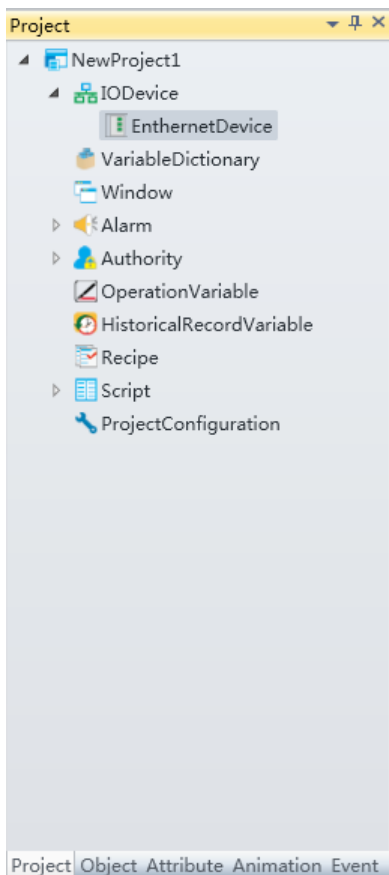 Project
NewProject1
IODevice
EnthernetDevice
VariableDictionary
Window
Alarm
Authority
OperationVariable
HistoricalRecordVariable
Recipe
Script
ProjectConfiguration
Project Object Attribute Animation Event